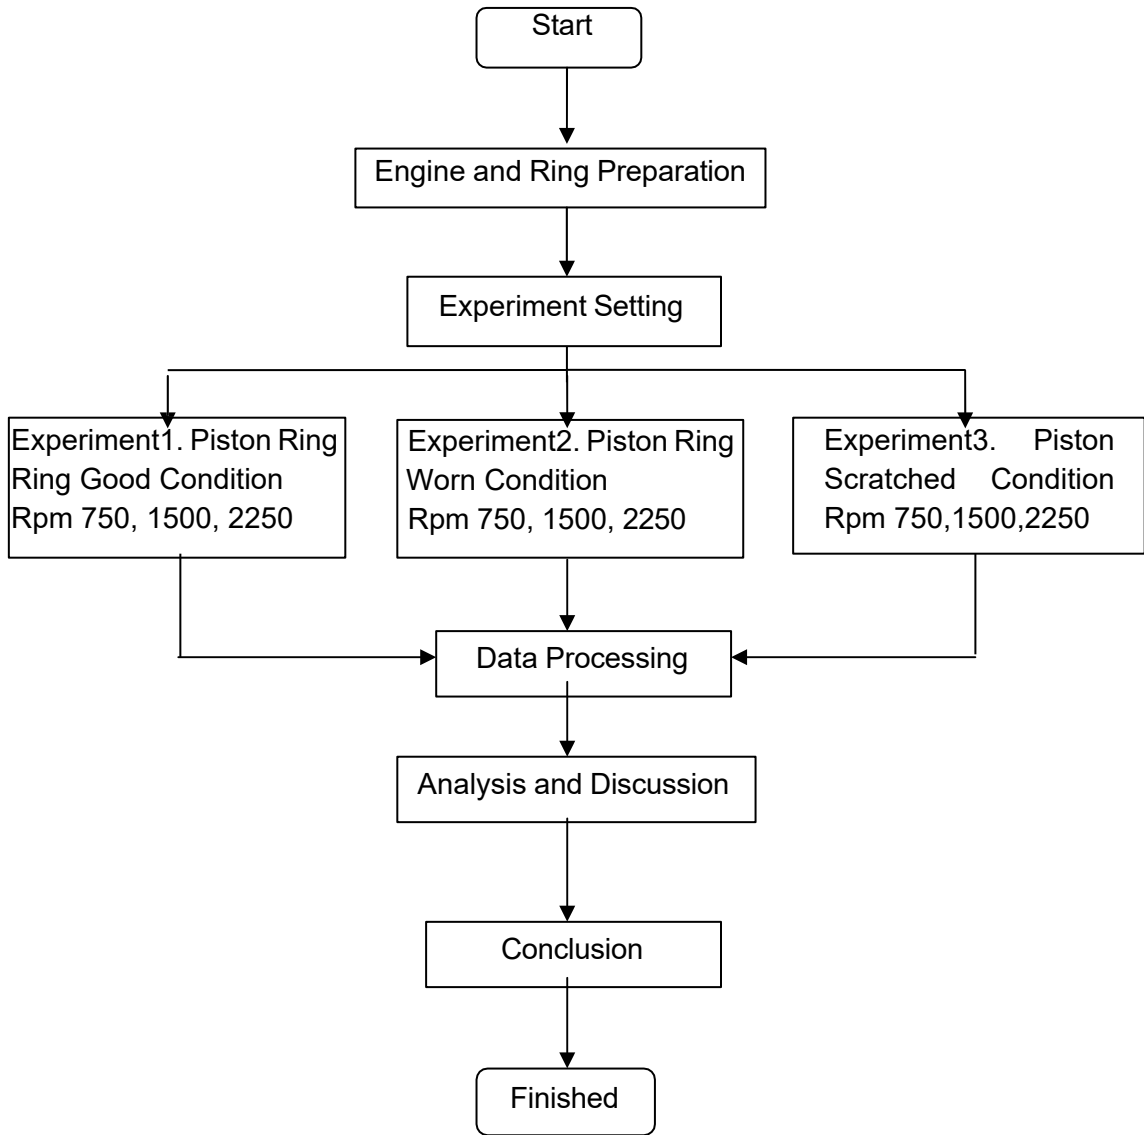 Start
Engine and Ring Preparation
Experiment Setting
Experiment1. Piston Ring
Ring Good Condition
Rpm 750, 1500, 2250
Experiment2. Piston Ring
Worn Condition
Rpm 750, 1500, 2250
Experiment3. Piston
Scratched Condition
Rpm 750,1500,2250
Data Processing
Analysis and Discussion
Conclusion
Finished